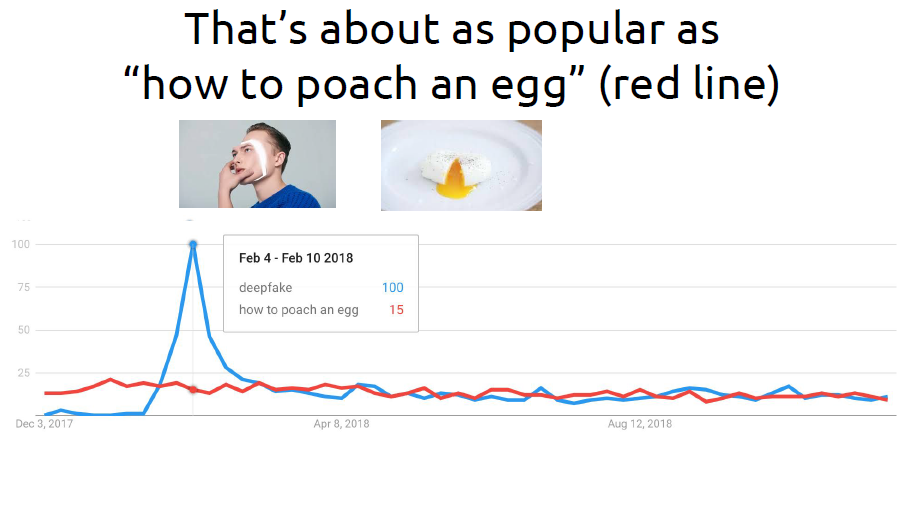 That’s about as popular as
“how to poach an egg” (red line)
100
Feb 4 - Feb 10 2018
75
deepfake 100
how to poach an egg 15
50
25
Dec 3, 2017 Apr 8, 2018 Aug 12, 2018